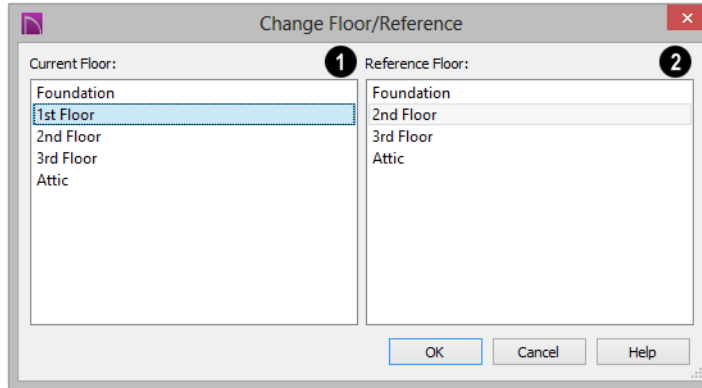 Change Floor/Reference
×
Current Floor:
1
Foundation
1st Floor
2nd Floor
3rd Floor
Attic
Reference Floor:
2
Foundation
2nd Floor
3rd Floor
Attic
OK
Cancel
Help